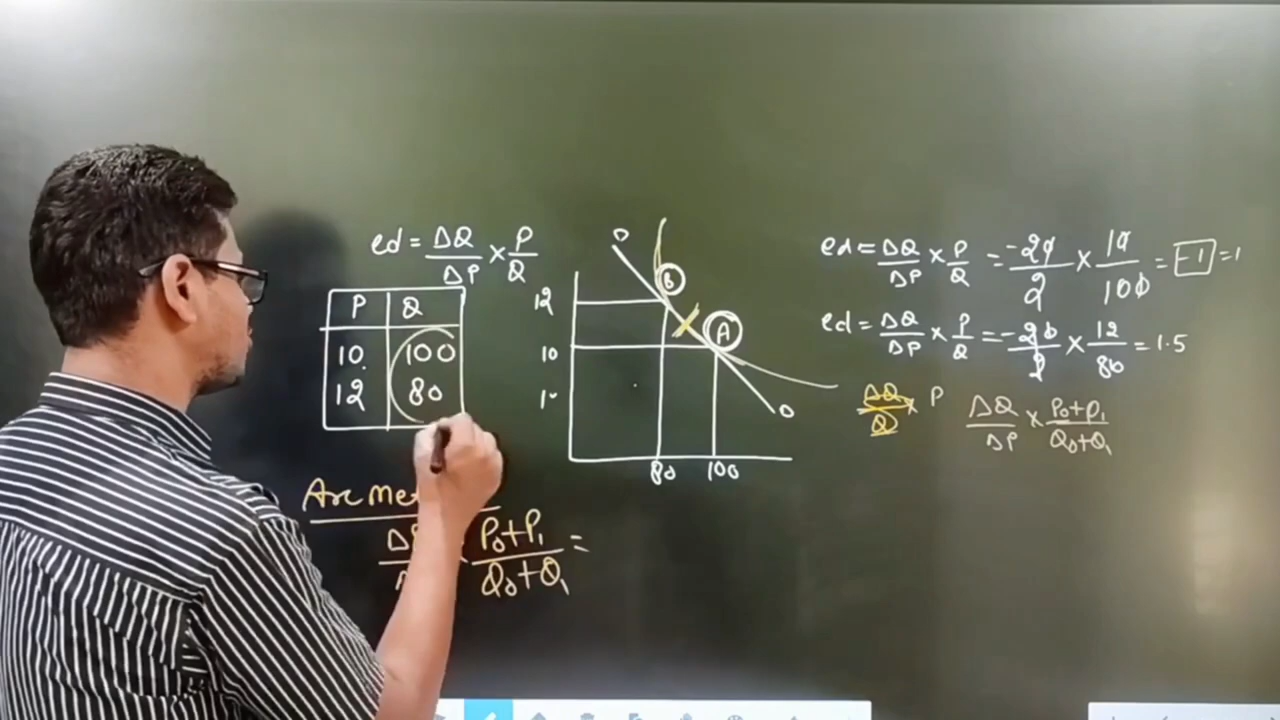 ed = ΔQ/ΔP × P/Q
P Q
10 100
12 80
Arc Me
P₀+P₁/Q₀+Q₁ =
D
B
12
A
10
D
80 100
ed = ΔQ/ΔP × P/Q = -20/2 × 10/100 = -1 = 1
ed = ΔQ/ΔP × P/Q = -20/2 × 12/80 = 1.5
ΔQ/Q × P ΔQ/ΔP × P₀+P₁/Q₀+Q₁